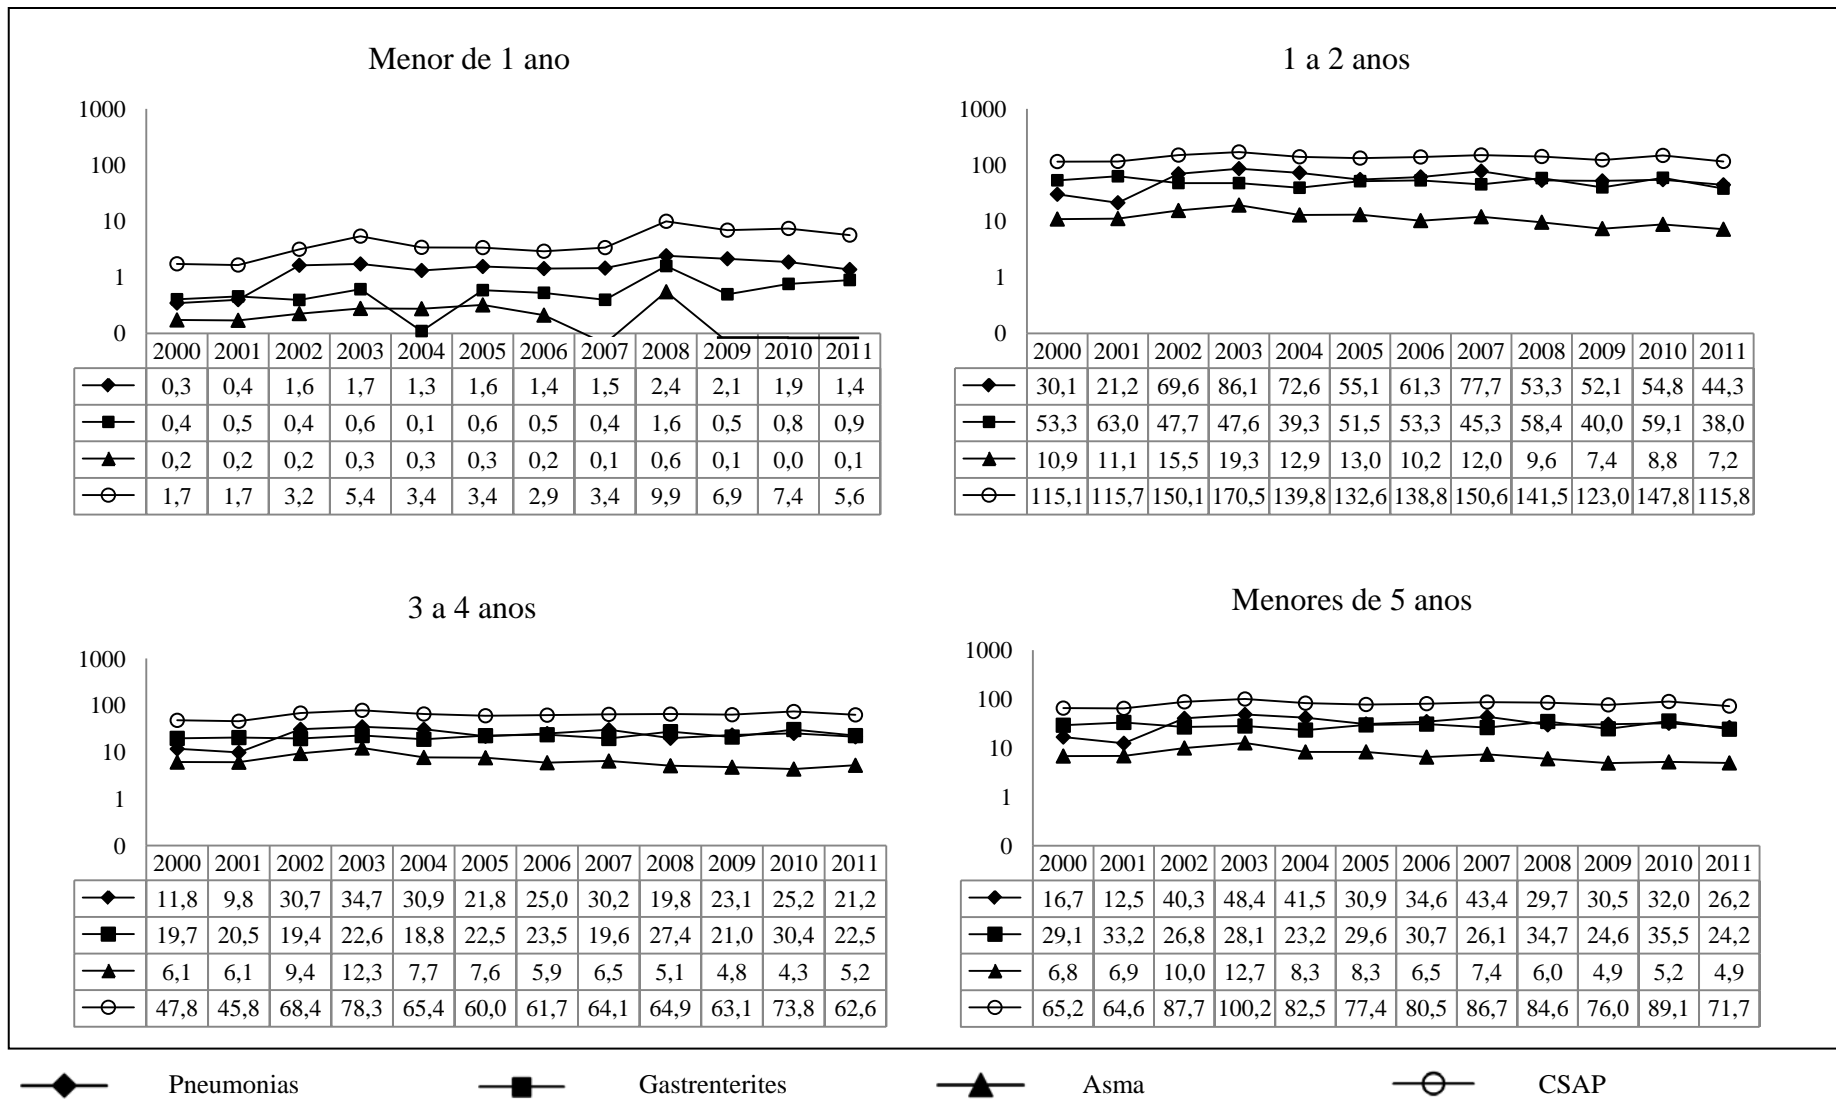 Menor de 1 ano
1000
100
10
1
0
2000 2001 2002 2003 2004 2005 2006 2007 2008 2009 2010 2011
0,3 0,4 1,6 1,7 1,3 1,6 1,4 1,5 2,4 2,1 1,9 1,4
0,4 0,5 0,4 0,6 0,1 0,6 0,5 0,4 1,6 0,5 0,8 0,9
0,2 0,2 0,2 0,3 0,3 0,3 0,2 0,1 0,6 0,1 0,0 0,1
1,7 1,7 3,2 5,4 3,4 3,4 2,9 3,4 9,9 6,9 7,4 5,6
1 a 2 anos
1000
100
10
1
0
2000 2001 2002 2003 2004 2005 2006 2007 2008 2009 2010 2011
30,1 21,2 69,6 86,1 72,6 55,1 61,3 77,7 53,3 52,1 54,8 44,3
53,3 63,0 47,7 47,6 39,3 51,5 53,3 45,3 58,4 40,0 59,1 38,0
10,9 11,1 15,5 19,3 12,9 13,0 10,2 12,0 9,6 7,4 8,8 7,2
115,1 115,7 150,1 170,5 139,8 132,6 138,8 150,6 141,5 123,0 147,8 115,8
3 a 4 anos
1000
100
10
1
0
2000 2001 2002 2003 2004 2005 2006 2007 2008 2009 2010 2011
11,8 9,8 30,7 34,7 30,9 21,8 25,0 30,2 19,8 23,1 25,2 21,2
19,7 20,5 19,4 22,6 18,8 22,5 23,5 19,6 27,4 21,0 30,4 22,5
6,1 6,1 9,4 12,3 7,7 7,6 5,9 6,5 5,1 4,8 4,3 5,2
47,8 45,8 68,4 78,3 65,4 60,0 61,7 64,1 64,9 63,1 73,8 62,6
Menores de 5 anos
1000
100
10
1
0
2000 2001 2002 2003 2004 2005 2006 2007 2008 2009 2010 2011
16,7 12,5 40,3 48,4 41,5 30,9 34,6 43,4 29,7 30,5 32,0 26,2
29,1 33,2 26,8 28,1 23,2 29,6 30,7 26,1 34,7 24,6 35,5 24,2
6,8 6,9 10,0 12,7 8,3 8,3 6,5 7,4 6,0 4,9 5,2 4,9
65,2 64,6 87,7 100,2 82,5 77,4 80,5 86,7 84,6 76,0 89,1 71,7
Pneumonias Gastrenterites Asma CSAP